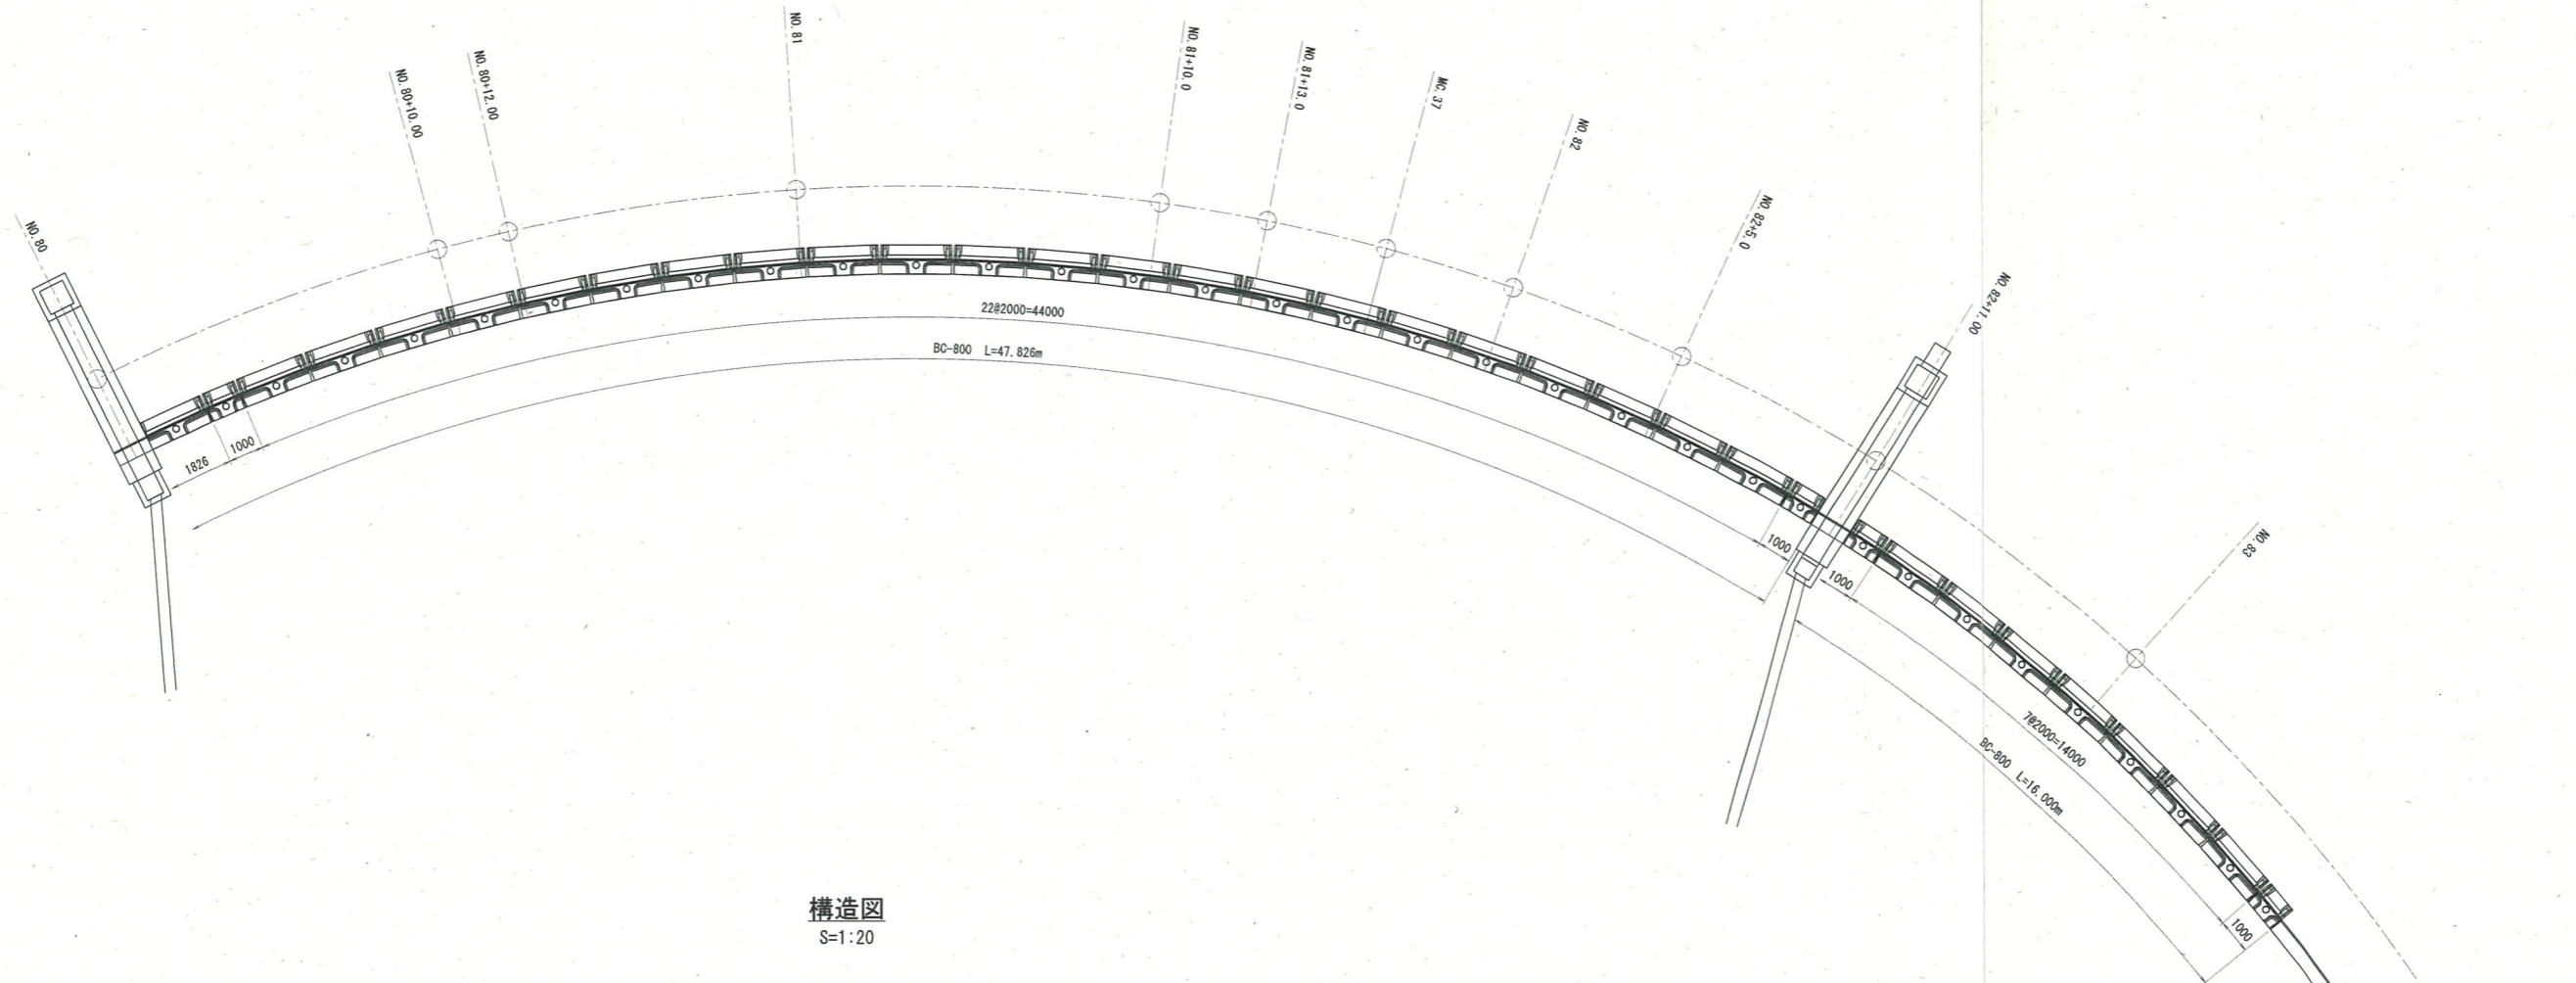 NO.80
NO.80+10.00
NO.80+12.00
NO.81
NO.81+10.0
NO.81+13.0
MC.37
NO.82
NO.82+5.0
NO.82+11.00
NO.83
22@2000=44000
BC-800 L=47.826m
1826
1000
1000
1000
7@2000=14000
BC-800 L=16.000m
1000
構造図
S=1:20